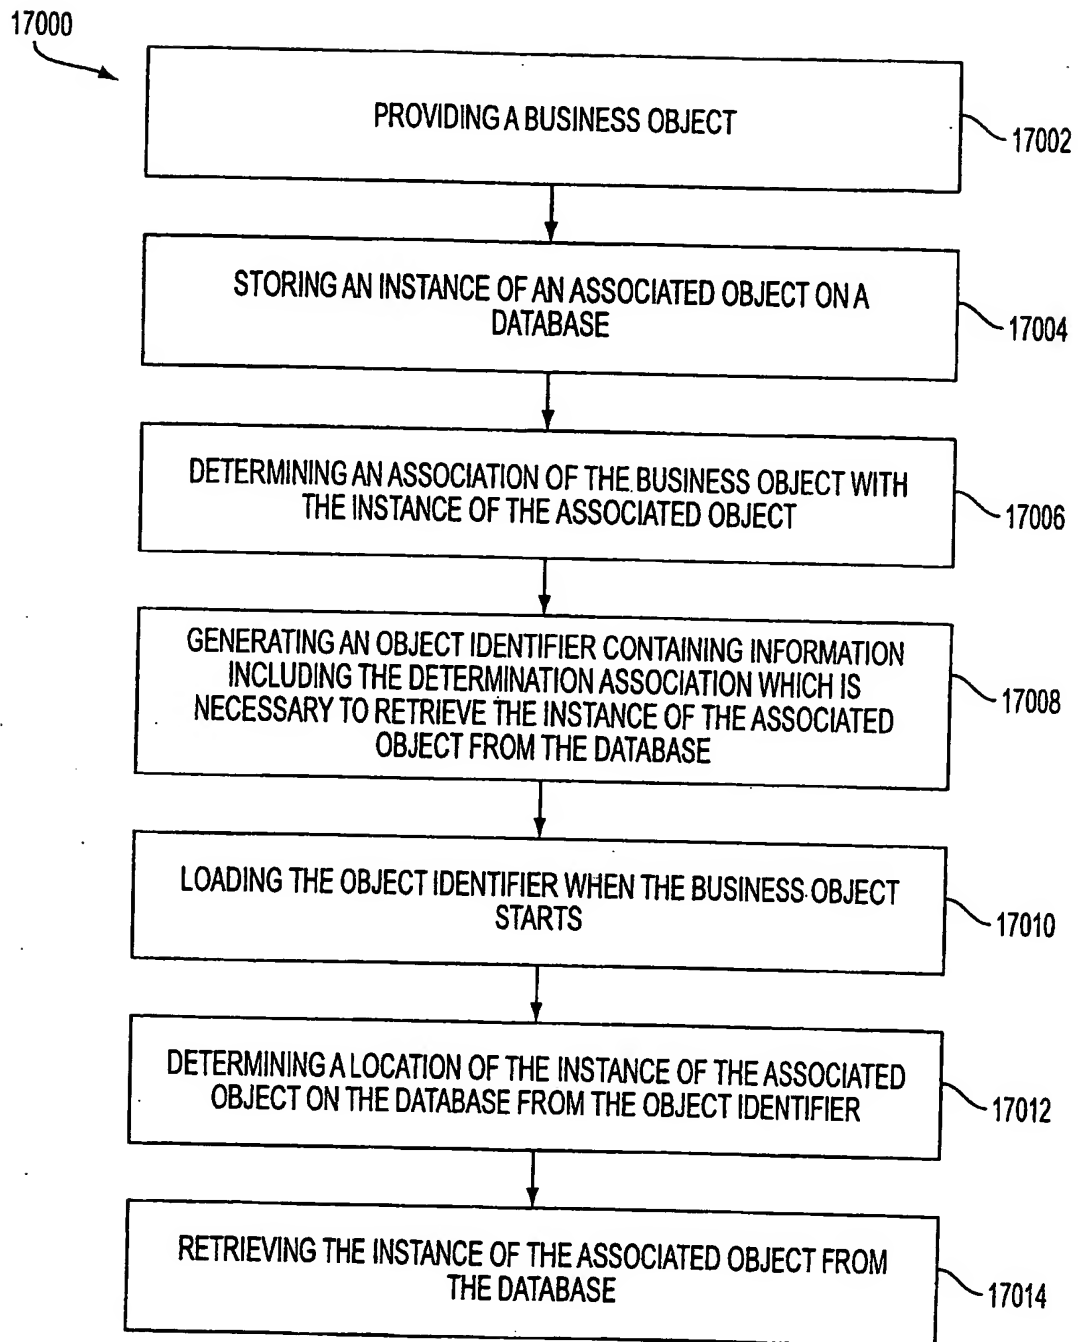 17000
PROVIDING A BUSINESS OBJECT
17002
STORING AN INSTANCE OF AN ASSOCIATED OBJECT ON A
DATABASE
17004
DETERMINING AN ASSOCIATION OF THE BUSINESS OBJECT WITH
THE INSTANCE OF THE ASSOCIATED OBJECT
17006
GENERATING AN OBJECT IDENTIFIER CONTAINING INFORMATION
INCLUDING THE DETERMINATION ASSOCIATION WHICH IS
NECESSARY TO RETRIEVE THE INSTANCE OF THE ASSOCIATED
OBJECT FROM THE DATABASE
17008
LOADING THE OBJECT IDENTIFIER WHEN THE BUSINESS OBJECT
STARTS
17010
DETERMINING A LOCATION OF THE INSTANCE OF THE ASSOCIATED
OBJECT ON THE DATABASE FROM THE OBJECT IDENTIFIER
17012
RETRIEVING THE INSTANCE OF THE ASSOCIATED OBJECT FROM
THE DATABASE
17014